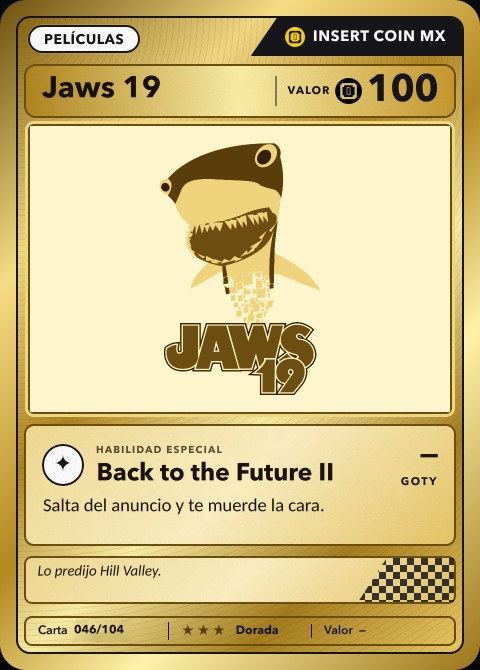 PELÍCULAS
INSERT COIN MX
Jaws 19
VALOR 100
JAWS
19
HABILIDAD ESPECIAL
Back to the Future II
—
GOTY
Salta del anuncio y te muerde la cara.
Lo predijo Hill Valley.
Carta 046/104
★ ★ ★ Dorada
Valor —